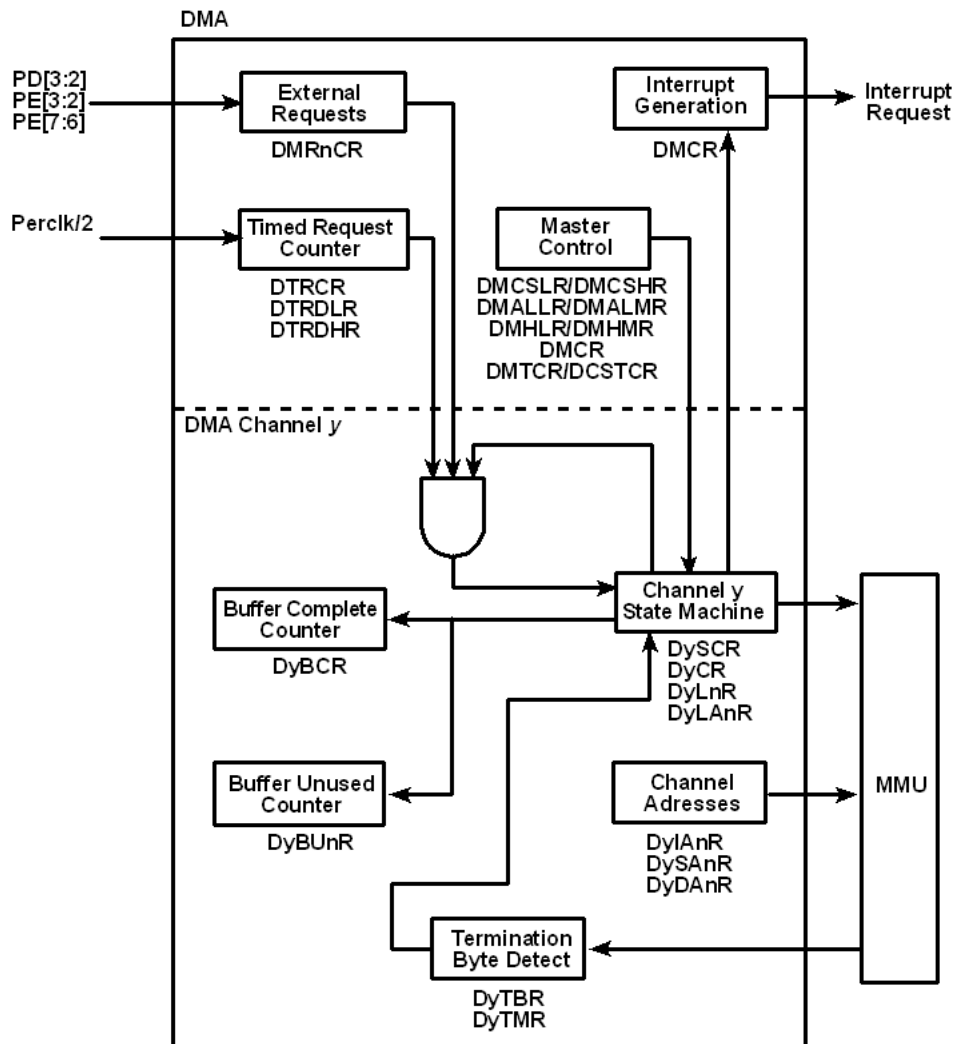 DMA
PD[3:2]
PE[3:2]
PE[7:6]
External
Requests
DMRnCR
Interrupt
Generation
DMCR
Interrupt
Request
Perclk/2
Timed Request
Counter
DTRCR
DTRDLR
DTRDHR
Master
Control
DMCSLR/DMCSHR
DMALLR/DMALMR
DMHLR/DMHMR
DMCR
DMTCR/DCSTCR
DMA Channel y
Buffer Complete
Counter
DyBCR
Channel y
State Machine
DySCR
DyCR
DyLnR
DyLAnR
Buffer Unused
Counter
DyBUnR
Channel
Adresses
DyIAnR
DySAnR
DyDAnR
MMU
Termination
Byte Detect
DyTBR
DyTMR